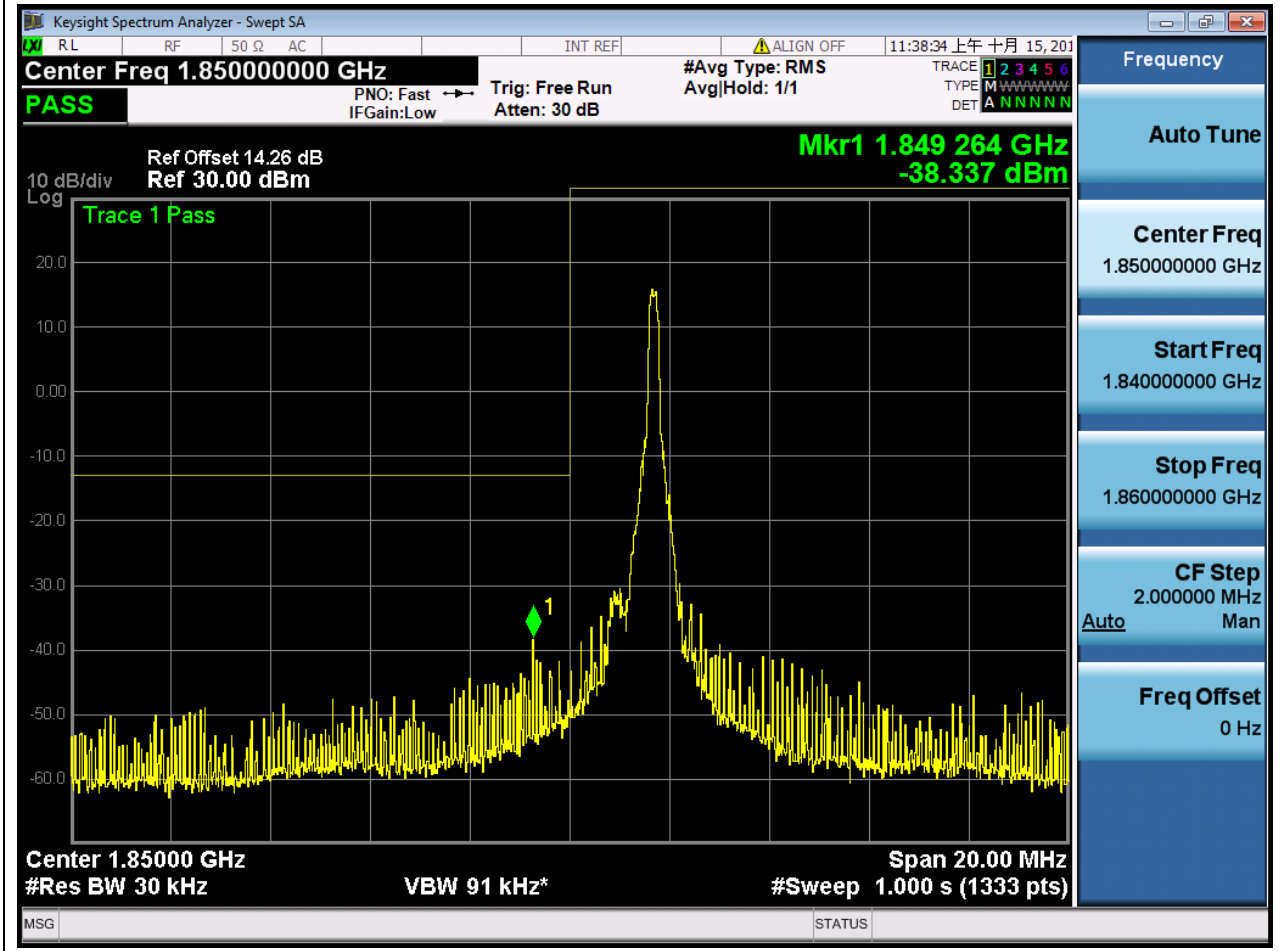 Keysight Spectrum Analyzer - Swept SA
LXI RL RF 50 Ω AC INT REF ALIGN OFF 11:38:34 上午 十月 15, 201
Center Freq 1.850000000 GHz
PASS
PNO: Fast
IFGain:Low
Trig: Free Run
Atten: 30 dB
#Avg Type: RMS
Avg|Hold: 1/1
TRACE 1 2 3 4 5 6
TYPE M WWWWW
DET A N N N N N
Frequency
Auto Tune
Center Freq
1.850000000 GHz
Start Freq
1.840000000 GHz
Stop Freq
1.860000000 GHz
CF Step
2.000000 MHz
Auto Man
Freq Offset
0 Hz
Mkr1 1.849 264 GHz
-38.337 dBm
Ref Offset 14.26 dB
10 dB/div Ref 30.00 dBm
Log
Trace 1 Pass
20.0
10.0
0.00
-10.0
-20.0
-30.0
1
-40.0
-50.0
-60.0
Center 1.85000 GHz Span 20.00 MHz
#Res BW 30 kHz VBW 91 kHz* #Sweep 1.000 s (1333 pts)
MSG STATUS